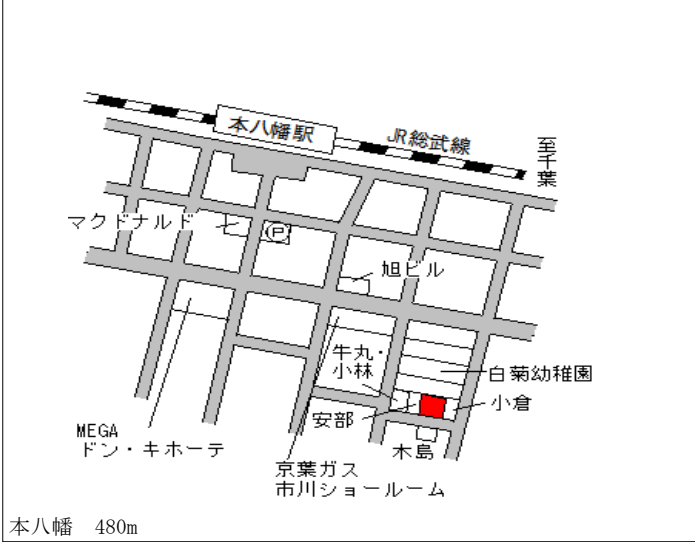 本八幡駅
JR総武線
至千葉
マクドナルド
P
旭ビル
牛丸・
小林
白菊幼稚園
安部
小倉
木島
MEGA
ドン・キホーテ
京葉ガス
市川ショールーム
本八幡 480m